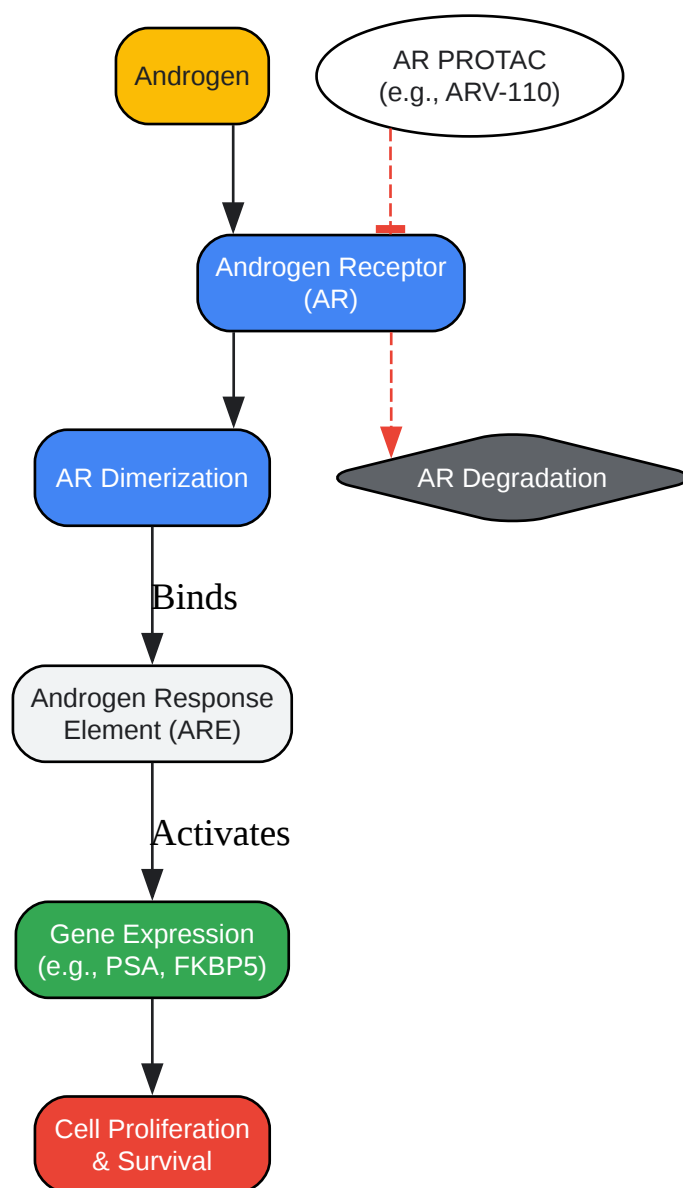 Androgen
AR PROTAC
(e.g., ARV-110)
Androgen Receptor
(AR)
AR Dimerization
AR Degradation
Binds
Androgen Response
Element (ARE)
Activates
Gene Expression
(e.g., PSA, FKBP5)
Cell Proliferation
& Survival